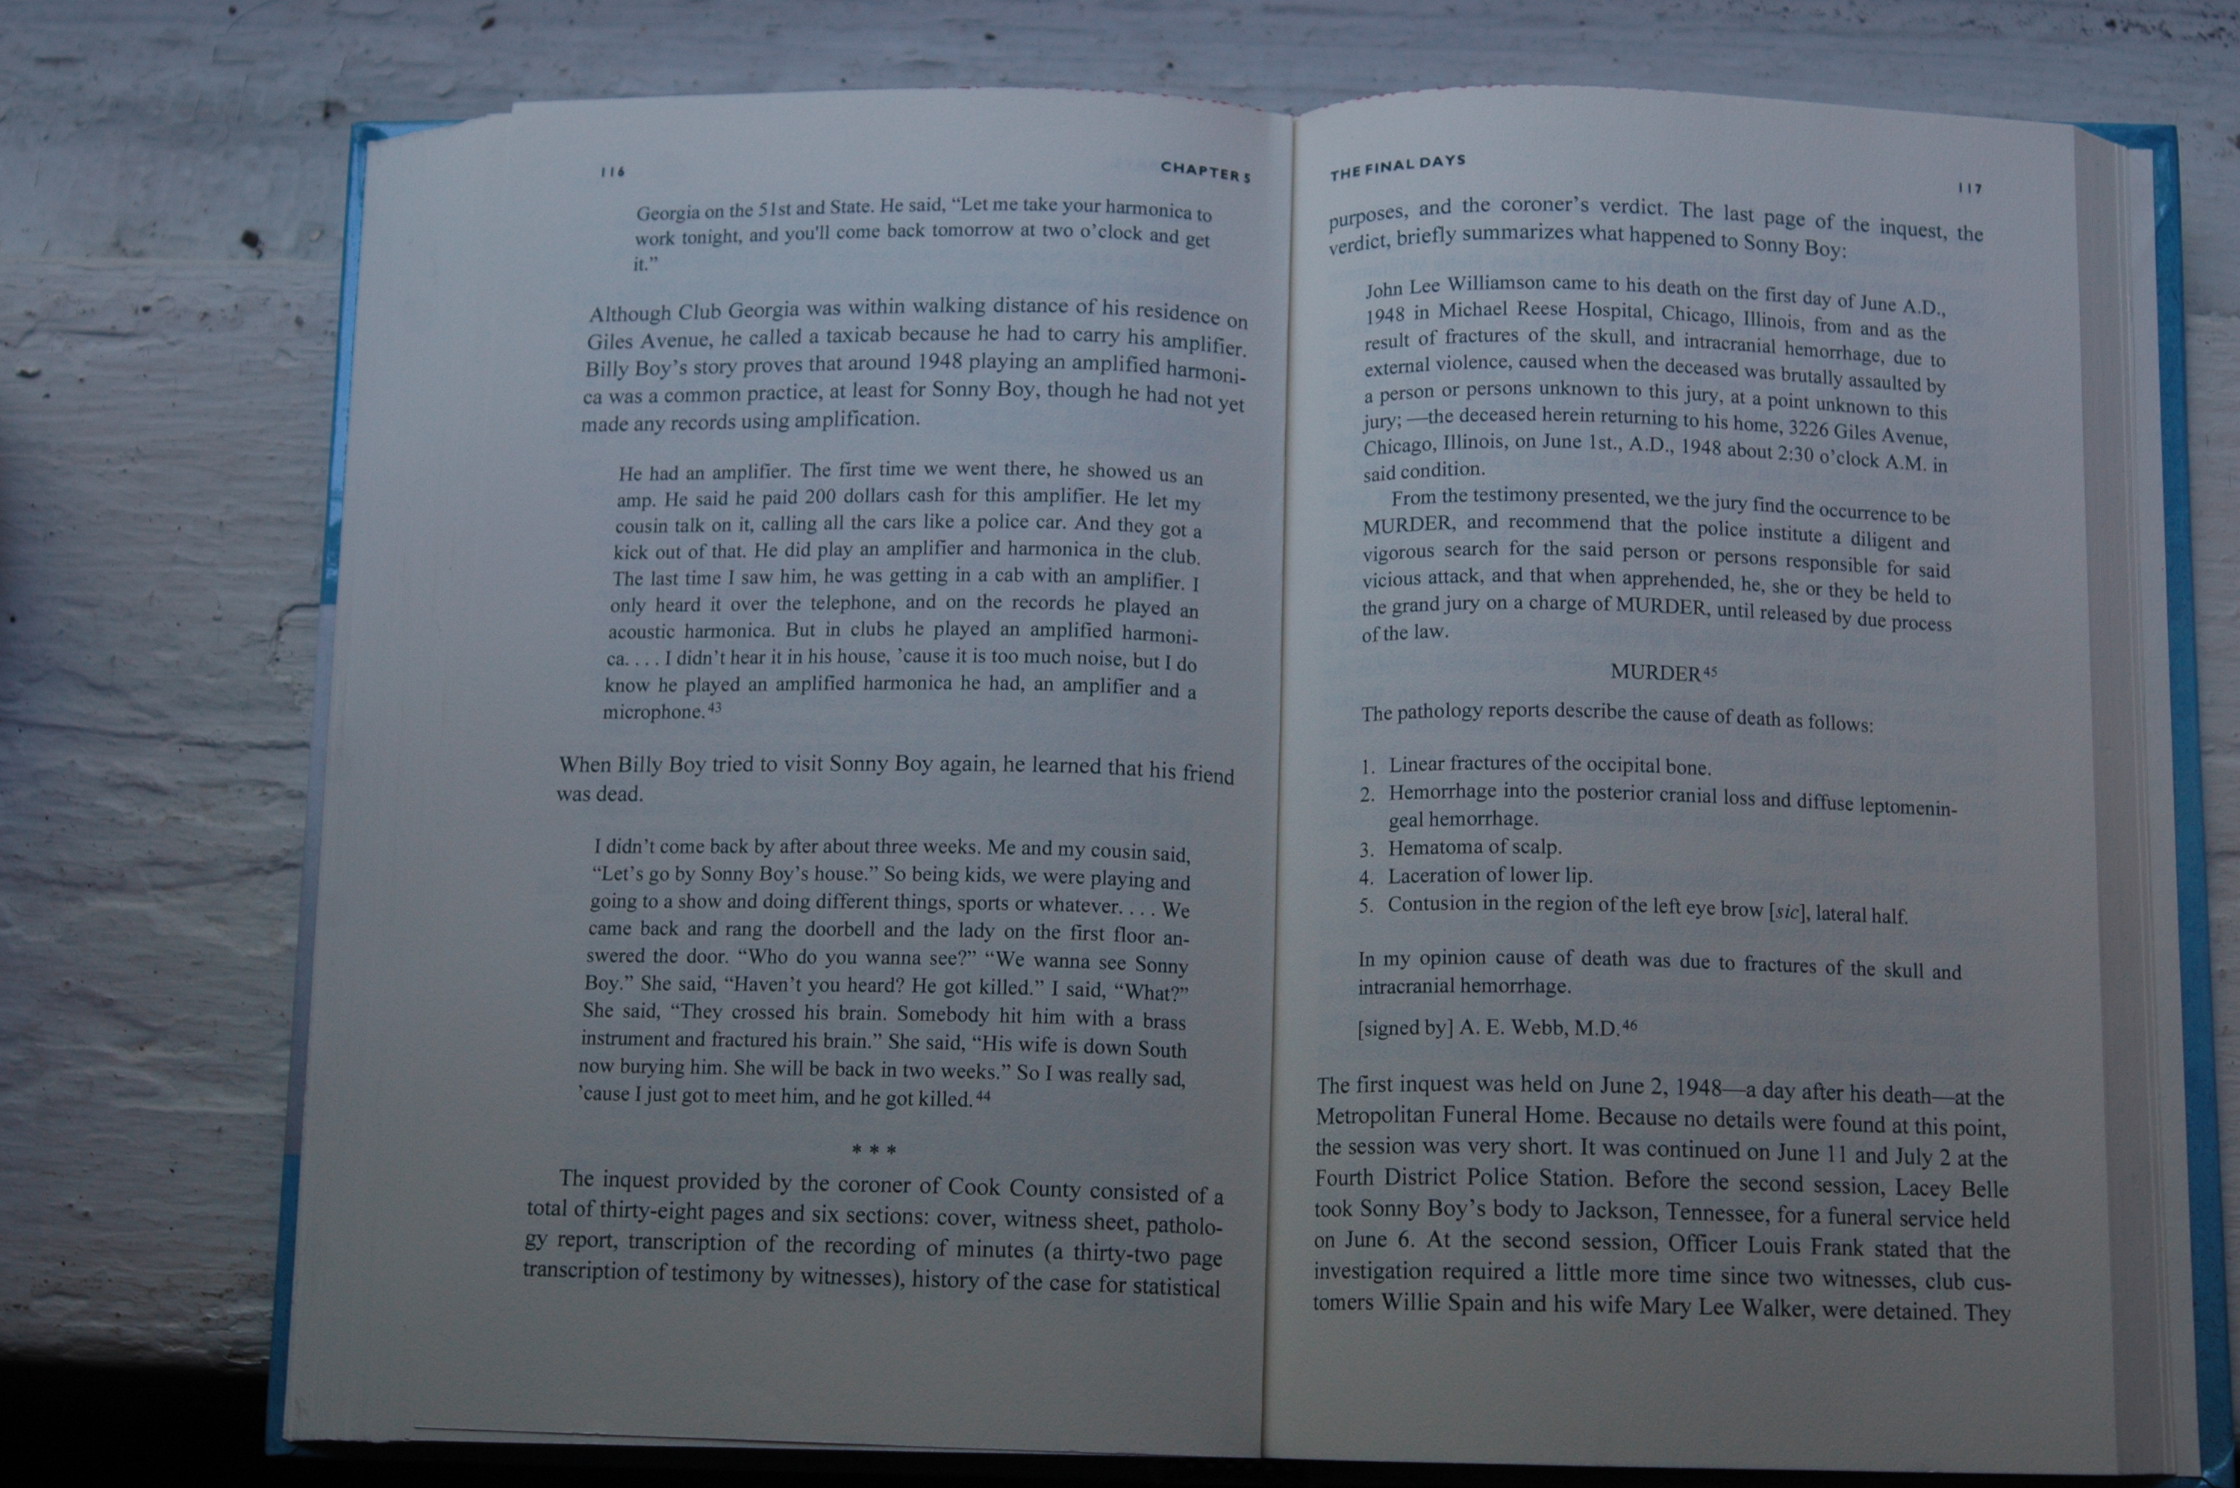 116
CHAPTER 5
Georgia on the 51st and State. He said, “Let me take your harmonica to
work tonight, and you'll come back tomorrow at two o’clock and get
it.”
Although Club Georgia was within walking distance of his residence on
Giles Avenue, he called a taxicab because he had to carry his amplifier.
Billy Boy’s story proves that around 1948 playing an amplified harmoni-
ca was a common practice, at least for Sonny Boy, though he had not yet
made any records using amplification.
He had an amplifier. The first time we went there, he showed us an
amp. He said he paid 200 dollars cash for this amplifier. He let my
cousin talk on it, calling all the cars like a police car. And they got a
kick out of that. He did play an amplifier and harmonica in the club.
The last time I saw him, he was getting in a cab with an amplifier. I
only heard it over the telephone, and on the records he played an
acoustic harmonica. But in clubs he played an amplified harmoni-
ca. . . . I didn’t hear it in his house, ’cause it is too much noise, but I do
know he played an amplified harmonica he had, an amplifier and a
microphone.43
When Billy Boy tried to visit Sonny Boy again, he learned that his friend
was dead.
I didn’t come back by after about three weeks. Me and my cousin said,
“Let’s go by Sonny Boy’s house.” So being kids, we were playing and
going to a show and doing different things, sports or whatever. . . . We
came back and rang the doorbell and the lady on the first floor an-
swered the door. “Who do you wanna see?” “We wanna see Sonny
Boy.” She said, “Haven’t you heard? He got killed.” I said, “What?”
She said, “They crossed his brain. Somebody hit him with a brass
instrument and fractured his brain.” She said, “His wife is down South
now burying him. She will be back in two weeks.” So I was really sad,
’cause I just got to meet him, and he got killed.44
* * *
The inquest provided by the coroner of Cook County consisted of a
total of thirty-eight pages and six sections: cover, witness sheet, patholo-
gy report, transcription of the recording of minutes (a thirty-two page
transcription of testimony by witnesses), history of the case for statistical
THE FINAL DAYS
117
purposes, and the coroner’s verdict. The last page of the inquest, the
verdict, briefly summarizes what happened to Sonny Boy:
John Lee Williamson came to his death on the first day of June A.D.,
1948 in Michael Reese Hospital, Chicago, Illinois, from and as the
result of fractures of the skull, and intracranial hemorrhage, due to
external violence, caused when the deceased was brutally assaulted by
a person or persons unknown to this jury, at a point unknown to this
jury; —the deceased herein returning to his home, 3226 Giles Avenue,
Chicago, Illinois, on June 1st., A.D., 1948 about 2:30 o’clock A.M. in
said condition.
From the testimony presented, we the jury find the occurrence to be
MURDER, and recommend that the police institute a diligent and
vigorous search for the said person or persons responsible for said
vicious attack, and that when apprehended, he, she or they be held to
the grand jury on a charge of MURDER, until released by due process
of the law.
MURDER45
The pathology reports describe the cause of death as follows:
1. Linear fractures of the occipital bone.
2. Hemorrhage into the posterior cranial loss and diffuse leptomenin-
geal hemorrhage.
3. Hematoma of scalp.
4. Laceration of lower lip.
5. Contusion in the region of the left eye brow [sic], lateral half.
In my opinion cause of death was due to fractures of the skull and
intracranial hemorrhage.
[signed by] A. E. Webb, M.D.46
The first inquest was held on June 2, 1948—a day after his death—at the
Metropolitan Funeral Home. Because no details were found at this point,
the session was very short. It was continued on June 11 and July 2 at the
Fourth District Police Station. Before the second session, Lacey Belle
took Sonny Boy’s body to Jackson, Tennessee, for a funeral service held
on June 6. At the second session, Officer Louis Frank stated that the
investigation required a little more time since two witnesses, club cus-
tomers Willie Spain and his wife Mary Lee Walker, were detained. They